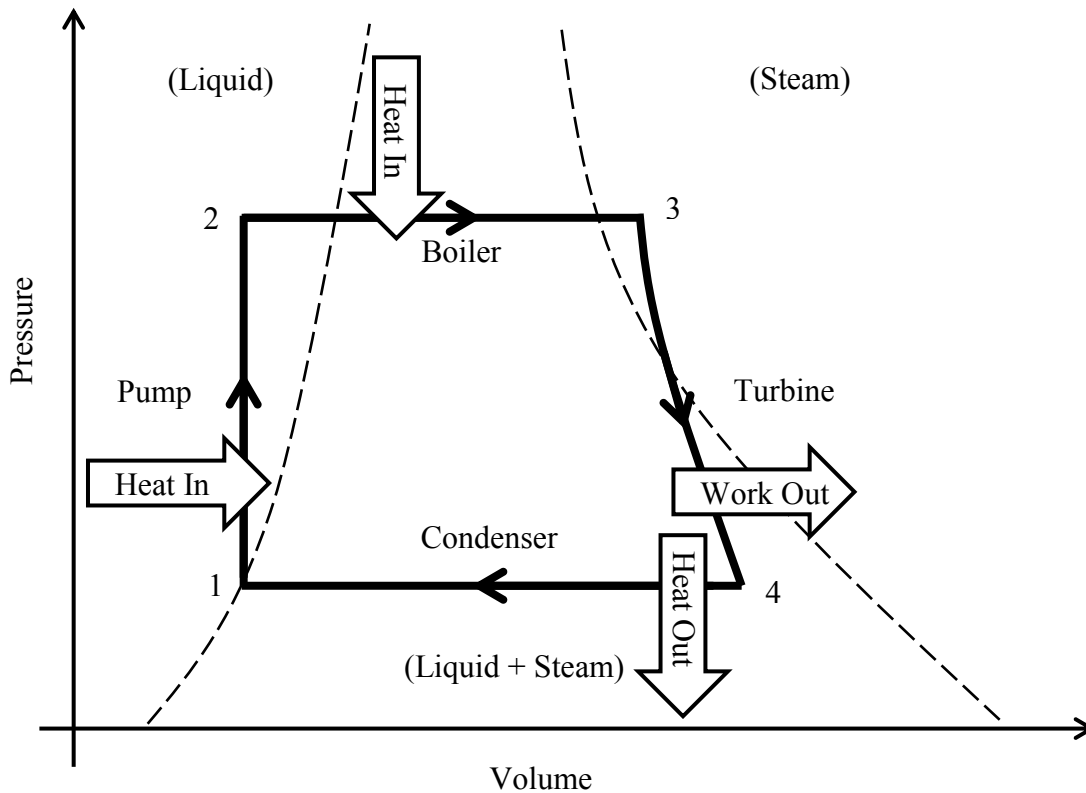 (Liquid)
(Steam)
Heat In
2
3
Boiler
Pressure
Pump
Turbine
Heat In
Work Out
Condenser
1
4
Heat Out
(Liquid + Steam)
Volume